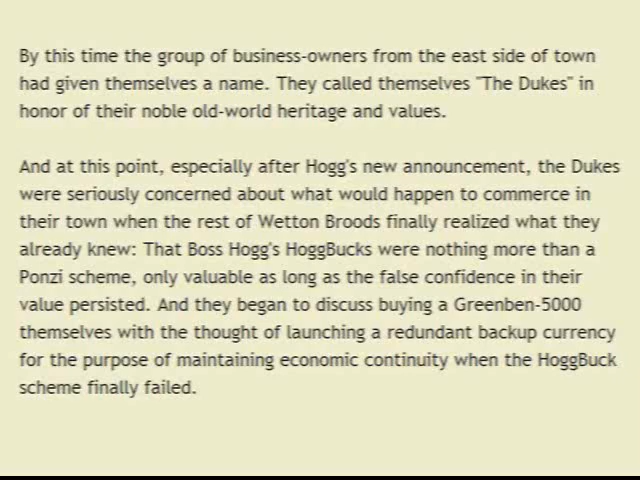 By this time the group of business-owners from the east side of town
had given themselves a name. They called themselves "The Dukes" in
honor of their noble old-world heritage and values.
And at this point, especially after Hogg's new announcement, the Dukes
were seriously concerned about what would happen to commerce in
their town when the rest of Wetton Broods finally realized what they
already knew: That Boss Hogg's HoggBucks were nothing more than a
Ponzi scheme, only valuable as long as the false confidence in their
value persisted. And they began to discuss buying a Greenben-5000
themselves with the thought of launching a redundant backup currency
for the purpose of maintaining economic continuity when the HoggBuck
scheme finally failed.